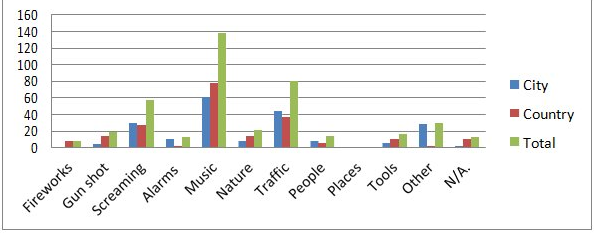 160
140
120
100
80
60
40
20
0
Fireworks
Gun shot
Screaming
Alarms
Music
Nature
Traffic
People
Places
Tools
Other
N/A.
City
Country
Total